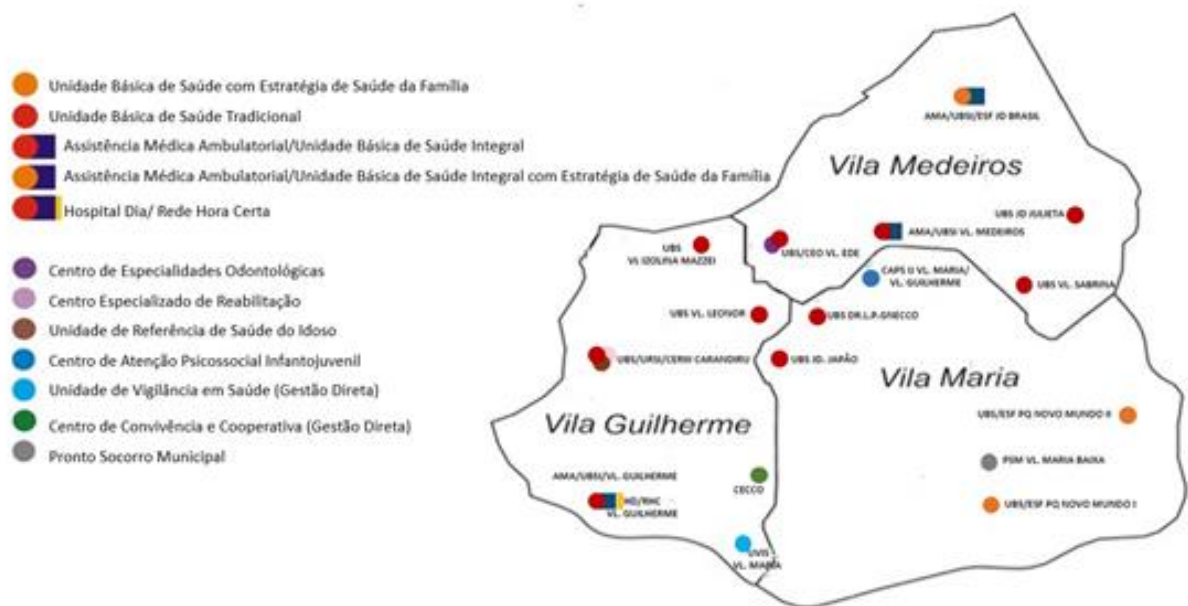 Unidade Básica de Saúde com Estratégia de Saúde da Família
Unidade Básica de Saúde Tradicional
Assistência Médica Ambulatorial/Unidade Básica de Saúde Integral
Assistência Médica Ambulatorial/Unidade Básica de Saúde Integral com Estratégia de Saúde da Família
Hospital Dia/ Rede Hora Certa
Centro de Especialidades Odontológicas
Centro Especializado de Reabilitação
Unidade de Referência de Saúde do Idoso
Centro de Atenção Psicossocial Infantojuvenil
Unidade de Vigilância em Saúde (Gestão Direta)
Centro de Convivência e Cooperativa (Gestão Direta)
Pronto Socorro Municipal
AMA/UBSI/ESF JD BRASIL
Vila Medeiros
UBS JD JULIETA
AMA/UBSI VL. MEDEIROS
UBS/CEO VL. EDE
UBS
VL IZOLINA MAZZEI
CAPS II VL. MARIA/
VL. GUILHERME
UBS VL. SABRINA
UBS VL. LEONOR
UBS DR.L.P.GNECCO
UBS/URSI/CERIV CARANDIRU
UBS JD. JAPÃO
Vila Maria
Vila Guilherme
UBS/ESF PQ NOVO MUNDO II
PSM VL. MARIA BAIXA
UBS/ESF PQ NOVO MUNDO I
AMA/UBSI/VL. GUILHERME
HD/RHC
VL. GUILHERME
CECCO
UVIS
VL. MARIA